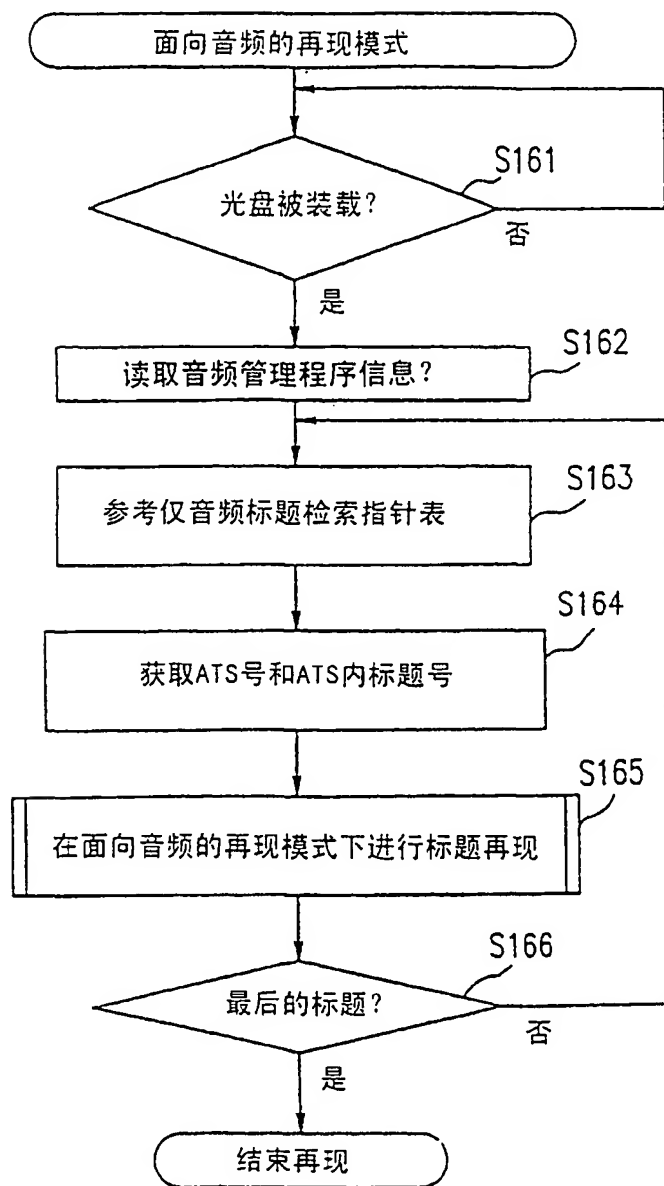 面向音频的再现模式
S161
光盘被装载?
否
是
S162
读取音频管理程序信息?
S163
参考仅音频标题检索指针表
S164
获取ATS号和ATS内标题号
S165
在面向音频的再现模式下进行标题再现
S166
最后的标题?
否
是
结束再现